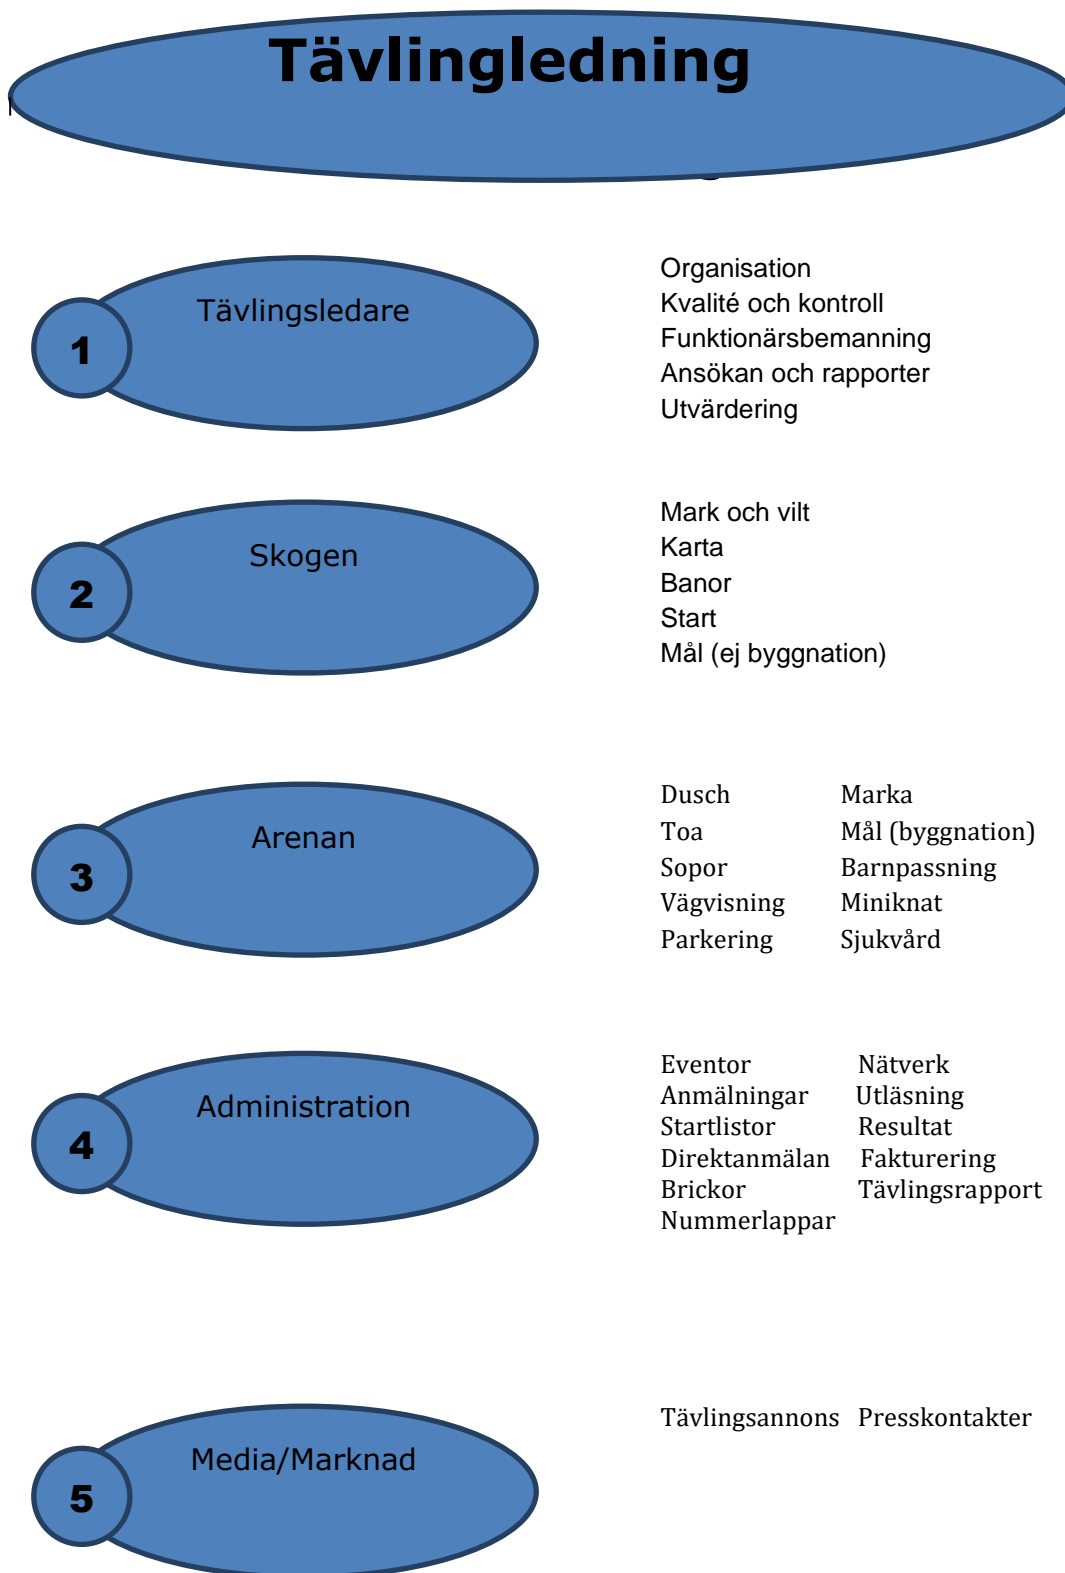 Tävlingledning
1
Tävlingsledare
Organisation
Kvalité och kontroll
Funktionärsbemanning
Ansökan och rapporter
Utvärdering
2
Skogen
Mark och vilt
Karta
Banor
Start
Mål (ej byggnation)
3
Arenan
Dusch Marka
Toa Mål (byggnation)
Sopor Barnpassning
Vägvisning Miniknat
Parkering Sjukvård
4
Administration
Eventor Nätverk
Anmälningar Utläsning
Startlistor Resultat
Direktanmälan Fakturering
Brickor Tävlingsrapport
Nummerlappar
5
Media/Marknad
Tävlingsannons Presskontakter